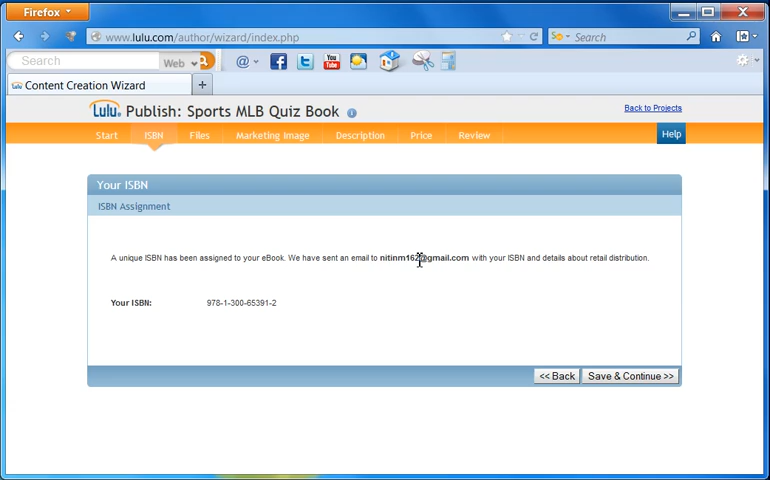 Firefox
www.lulu.com/author/wizard/index.php
Search
Search
Web
Content Creation Wizard
Lulu Publish: Sports MLB Quiz Book
Back to Projects
Start ISBN Files Marketing Image Description Price Review
Help
Your ISBN
ISBN Assignment
A unique ISBN has been assigned to your eBook. We have sent an email to nitinm162@gmail.com with your ISBN and details about retail distribution.
Your ISBN: 978-1-300-65391-2
<< Back
Save & Continue >>